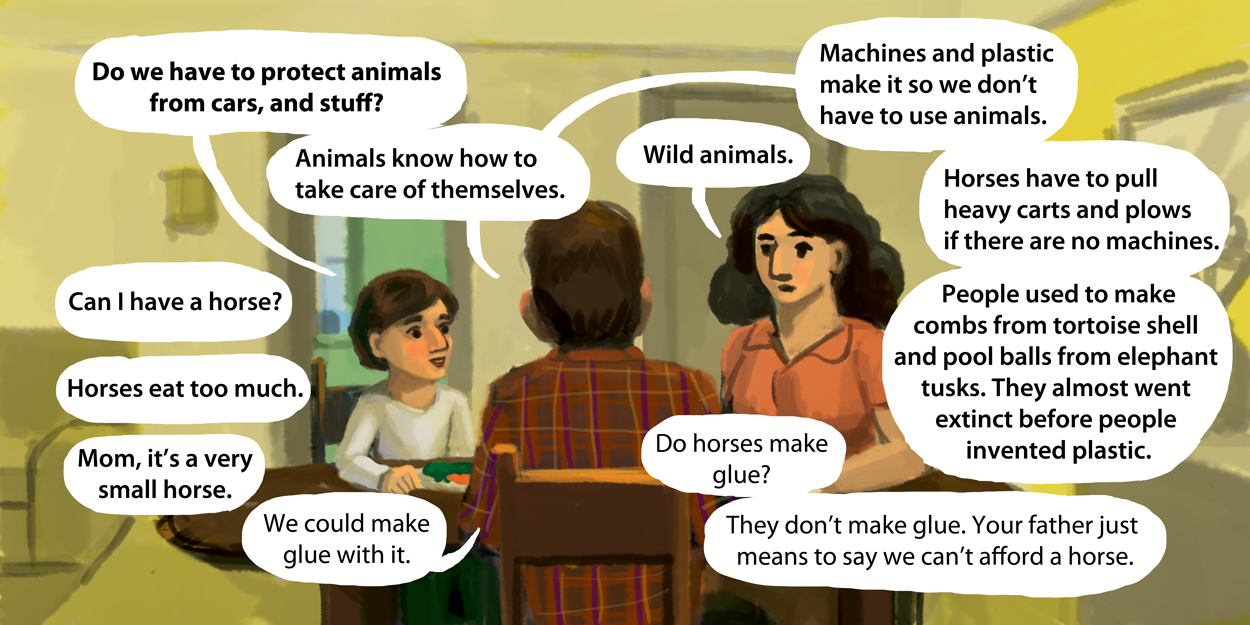 Do we have to protect animals
from cars, and stuff?
Animals know how to
take care of themselves.
Wild animals.
Machines and plastic
make it so we don't
have to use animals.
Horses have to pull
heavy carts and plows
if there are no machines.
People used to make
combs from tortoise shell
and pool balls from elephant
tusks. They almost went
extinct before people
invented plastic.
Can I have a horse?
Horses eat too much.
Mom, it's a very
small horse.
We could make
glue with it.
Do horses make
glue?
They don't make glue. Your father just
means to say we can't afford a horse.